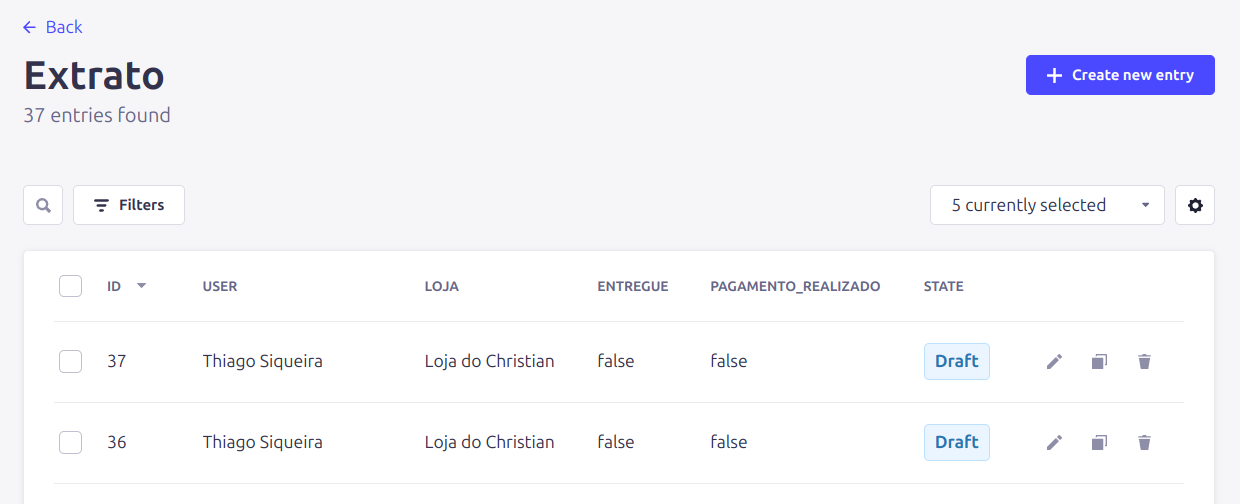 Back
Extrato
Create new entry
37 entries found
Filters
5 currently selected
ID USER LOJA ENTREGUE PAGAMENTO_REALIZADO STATE
37 Thiago Siqueira Loja do Christian false false Draft
36 Thiago Siqueira Loja do Christian false false Draft